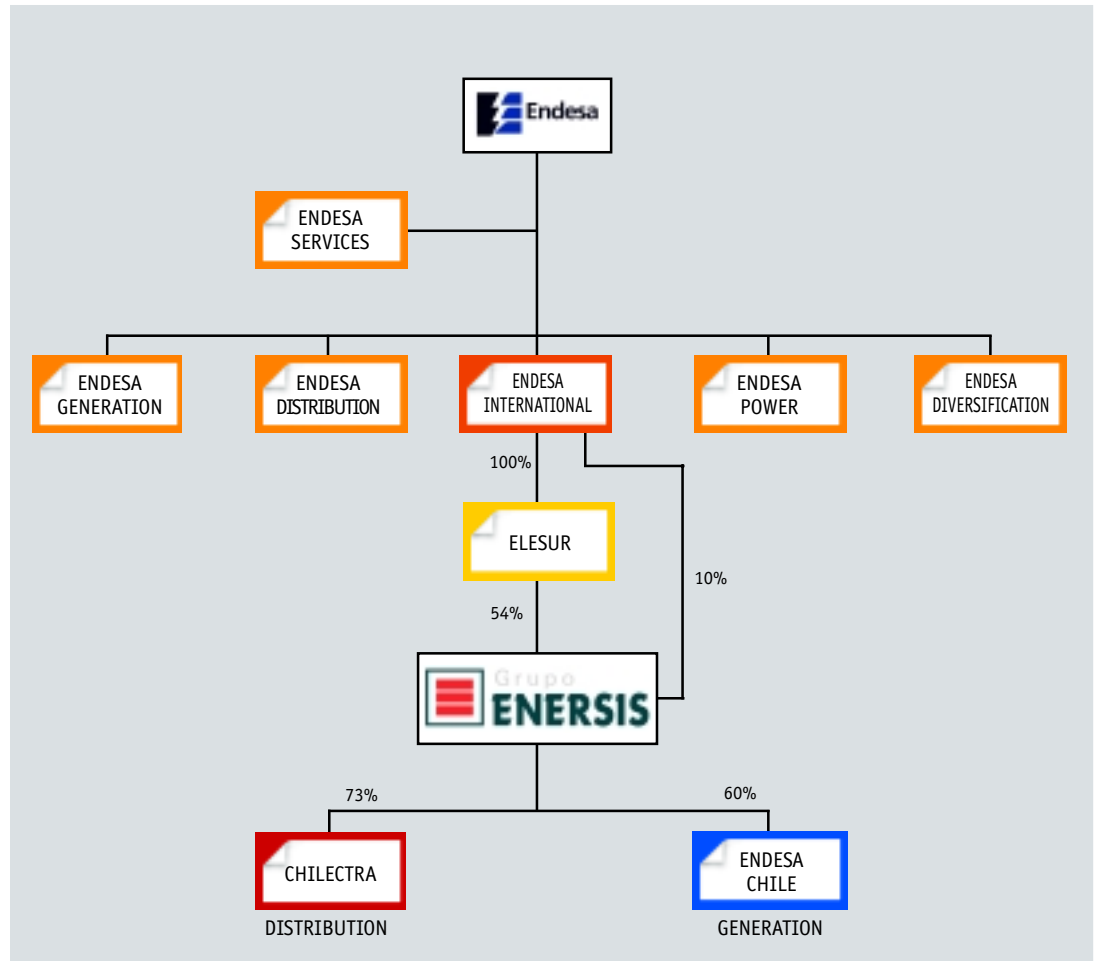 Endesa
ENDESA
SERVICES
ENDESA
GENERATION
ENDESA
DISTRIBUTION
ENDESA
INTERNATIONAL
ENDESA
POWER
ENDESA
DIVERSIFICATION
100%
ELESUR
10%
54%
Grupo
ENERSIS
73%
60%
CHILECTRA
ENDESA
CHILE
DISTRIBUTION
GENERATION